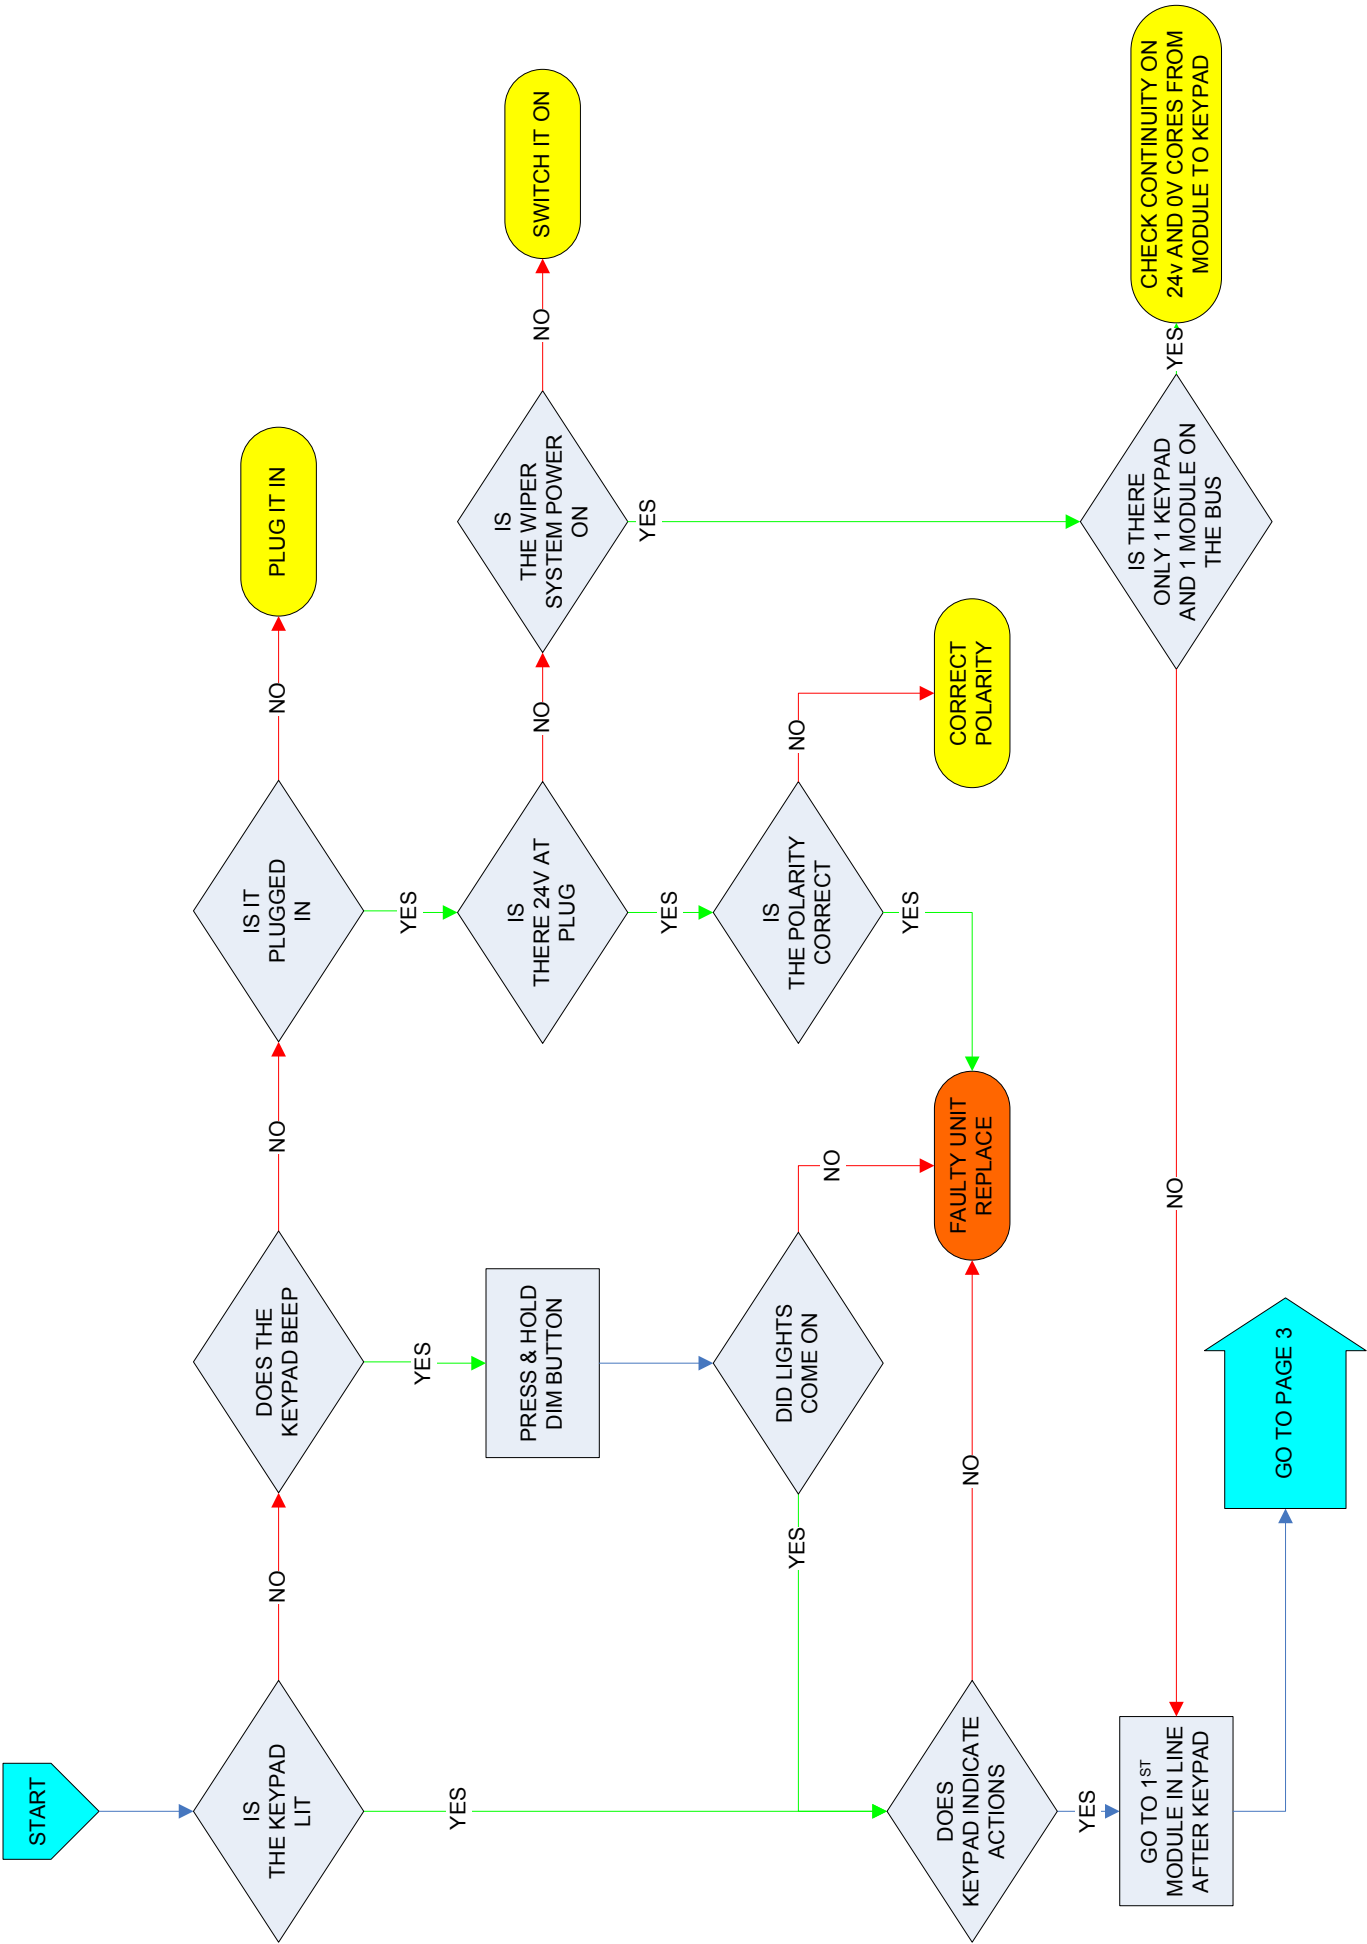 START
IS
THE KEYPAD
LIT
NO
YES
DOES THE
KEYPAD BEEP
NO
YES
IS IT
PLUGGED
IN
NO
YES
PLUG IT IN
PRESS & HOLD
DIM BUTTON
IS
THERE 24V AT
PLUG
NO
YES
IS
THE WIPER
SYSTEM POWER
ON
NO
YES
SWITCH IT ON
DID LIGHTS
COME ON
YES
NO
IS
THE POLARITY
CORRECT
NO
YES
DOES
KEYPAD INDICATE
ACTIONS
NO
YES
FAULTY UNIT
REPLACE
CORRECT
POLARITY
GO TO 1ST
MODULE IN LINE
AFTER KEYPAD
NO
IS THERE
ONLY 1 KEYPAD
AND 1 MODULE ON
THE BUS
YES
CHECK CONTINUITY ON
24v AND 0V CORES FROM
MODULE TO KEYPAD
GO TO PAGE 3